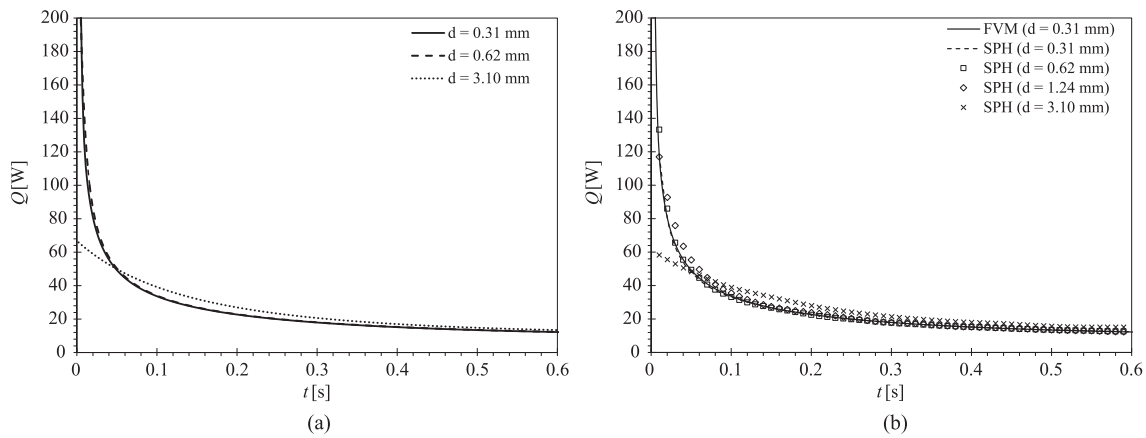 200
180
160
140
120
100
80
60
40
20
0
Q[W]
0
0.1
0.2
0.3
0.4
0.5
0.6
t[s]
d = 0.31 mm
d = 0.62 mm
d = 3.10 mm
(a)
200
180
160
140
120
100
80
60
40
20
0
Q[W]
0
0.1
0.2
0.3
0.4
0.5
0.6
t[s]
FVM (d = 0.31 mm)
SPH (d = 0.31 mm)
SPH (d = 0.62 mm)
SPH (d = 1.24 mm)
SPH (d = 3.10 mm)
(b)